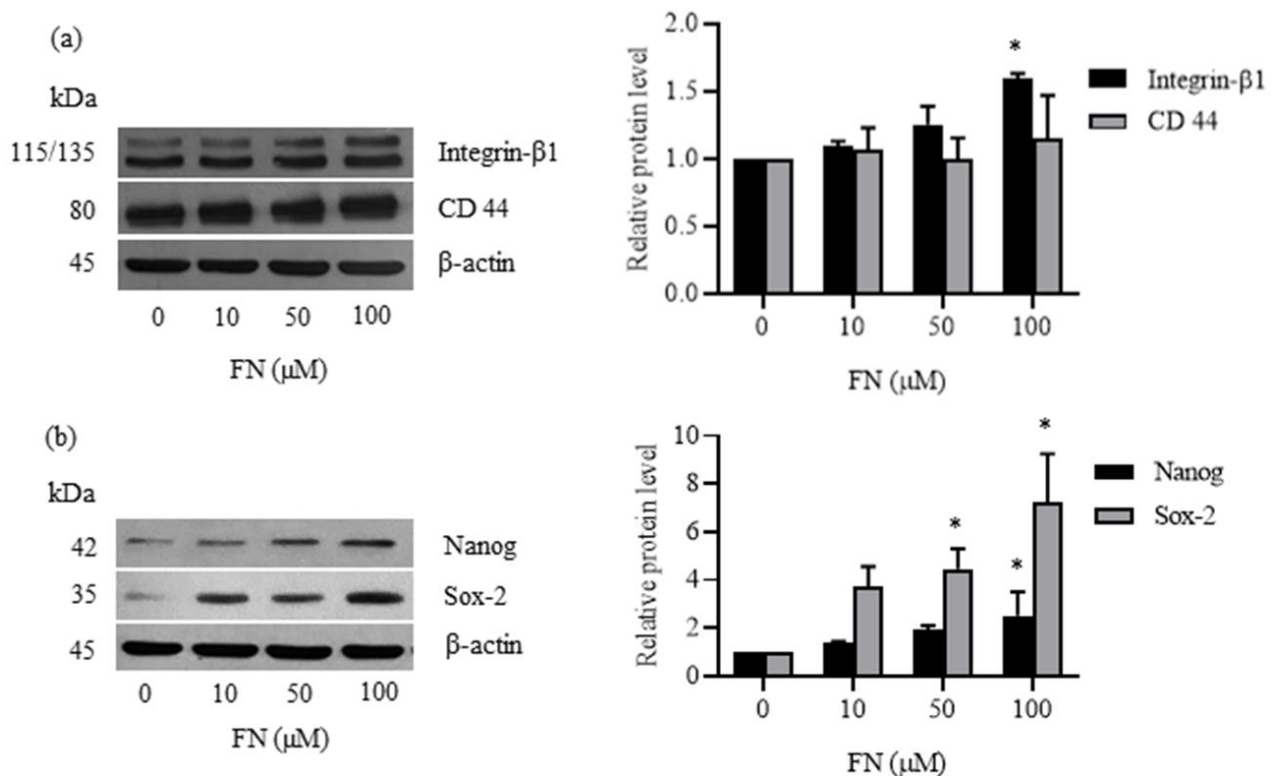 (a)
kDa
115/135 Integrin-β1
80 CD 44
45 β-actin
0 10 50 100
FN (μM)
2.0
1.5
1.0
0.5
0.0
Relative protein level
*
Integrin-β1
CD 44
0 10 50 100
FN (μM)
(b)
kDa
42 Nanog
35 Sox-2
45 β-actin
0 10 50 100
FN (μM)
10
8
6
4
2
0
Relative protein level
*
*
*
Nanog
Sox-2
0 10 50 100
FN (μM)